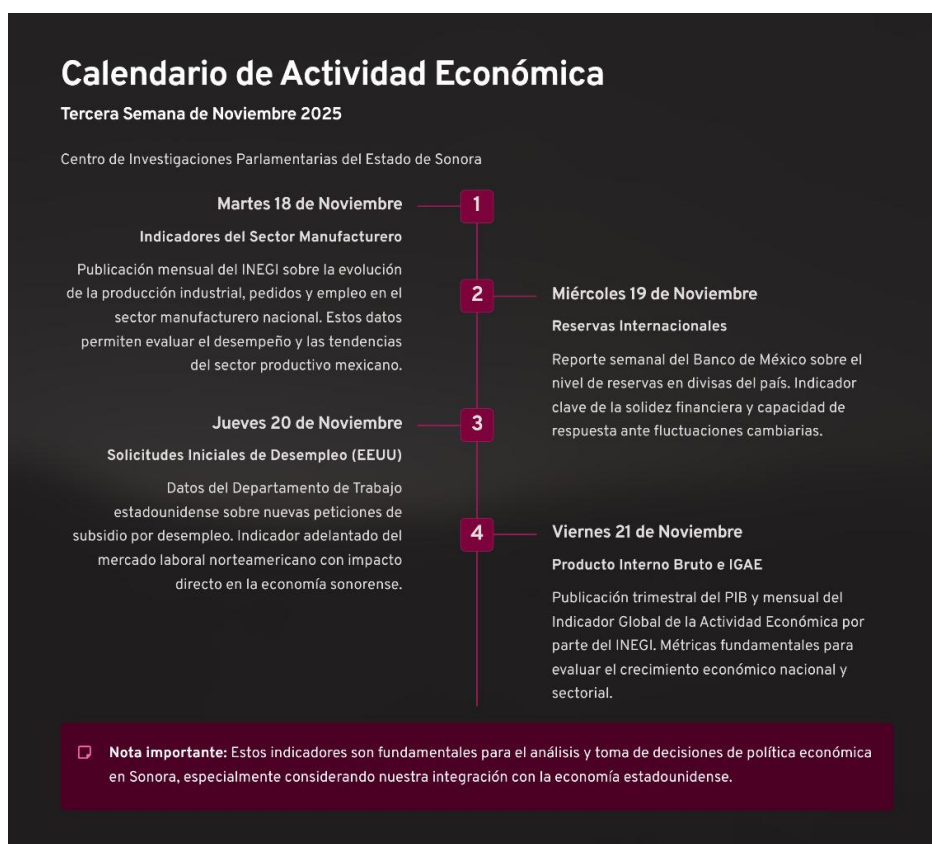 Calendario de Actividad Económica
Tercera Semana de Noviembre 2025
Centro de Investigaciones Parlamentarias del Estado de Sonora
1
Martes 18 de Noviembre
Indicadores del Sector Manufacturero
Publicación mensual del INEGI sobre la evolución
de la producción industrial, pedidos y empleo en el
sector manufacturero nacional. Estos datos
permiten evaluar el desempeño y las tendencias
del sector productivo mexicano.
2
Miércoles 19 de Noviembre
Reservas Internacionales
Reporte semanal del Banco de México sobre el
nivel de reservas en divisas del país. Indicador
clave de la solidez financiera y capacidad de
respuesta ante fluctuaciones cambiarias.
3
Jueves 20 de Noviembre
Solicitudes Iniciales de Desempleo (EEUU)
Datos del Departamento de Trabajo
estadounidense sobre nuevas peticiones de
subsidio por desempleo. Indicador adelantado del
mercado laboral norteamericano con impacto
directo en la economía sonorense.
4
Viernes 21 de Noviembre
Producto Interno Bruto e IGAE
Publicación trimestral del PIB y mensual del
Indicador Global de la Actividad Económica por
parte del INEGI. Métricas fundamentales para
evaluar el crecimiento económico nacional y
sectorial.
Nota importante: Estos indicadores son fundamentales para el análisis y toma de decisiones de política económica
en Sonora, especialmente considerando nuestra integración con la economía estadounidense.